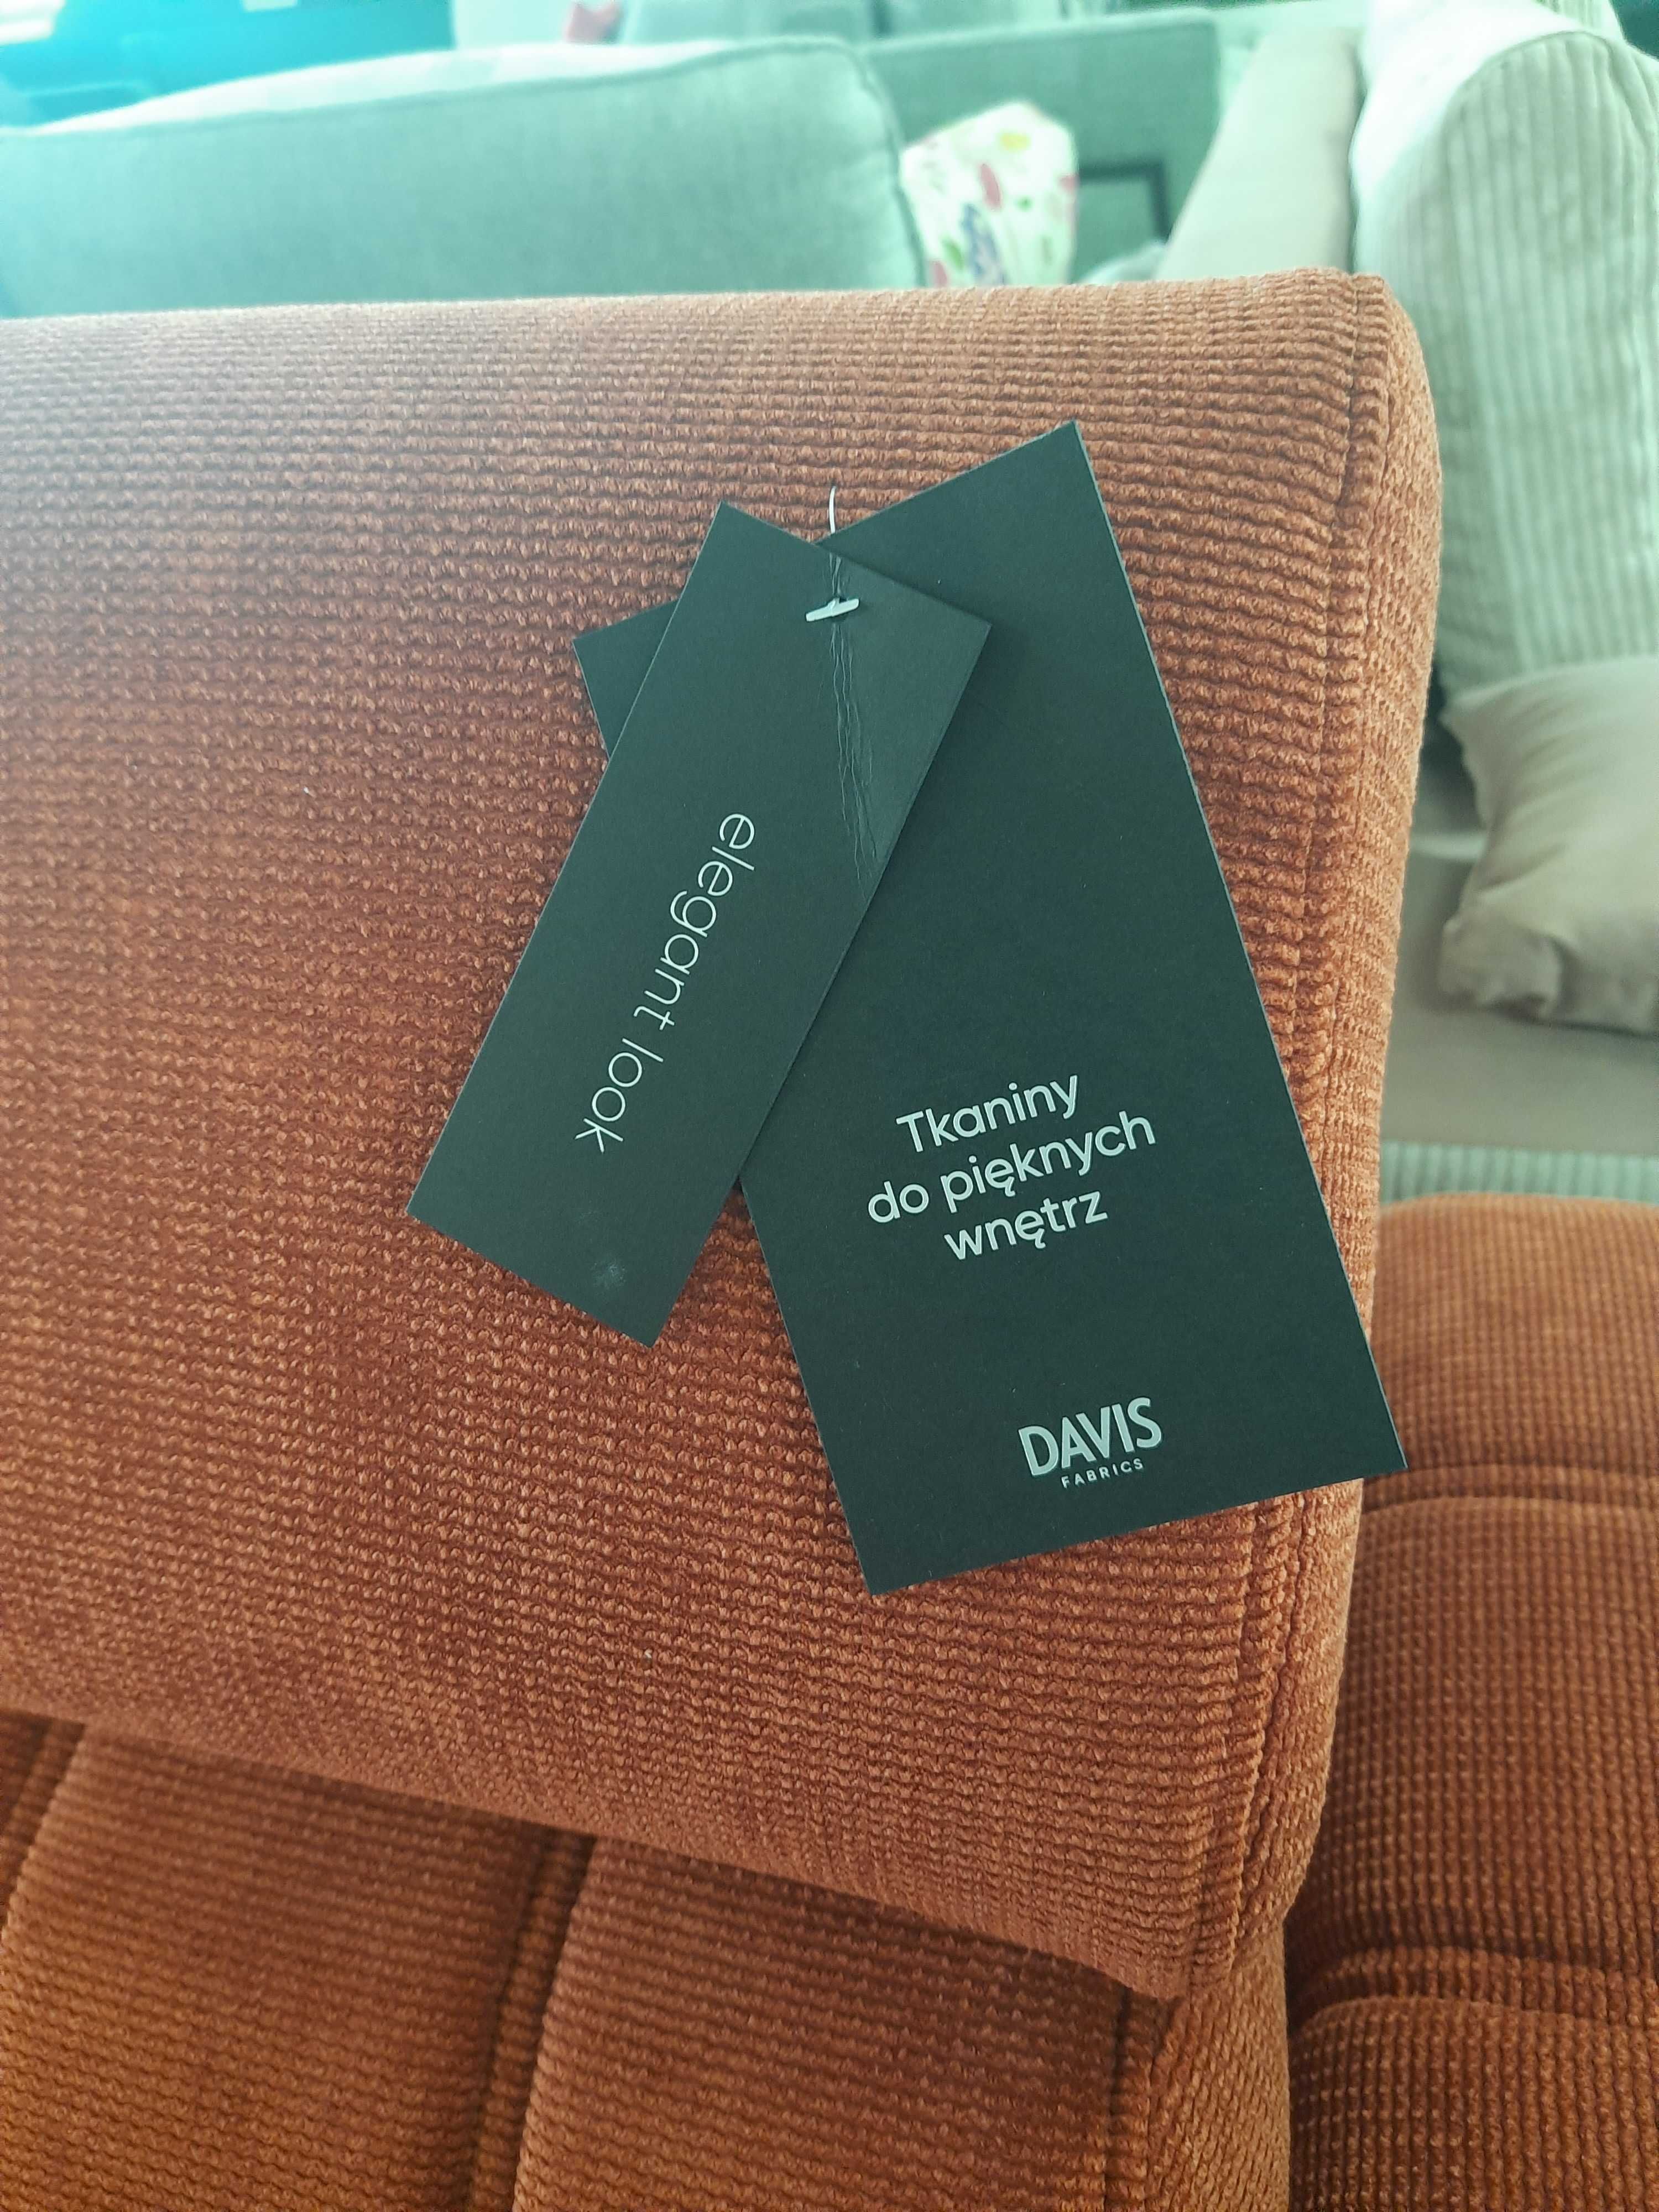 elegant look
Tkaniny
do pięknych
wnętrz
DAVIS
FABRICS